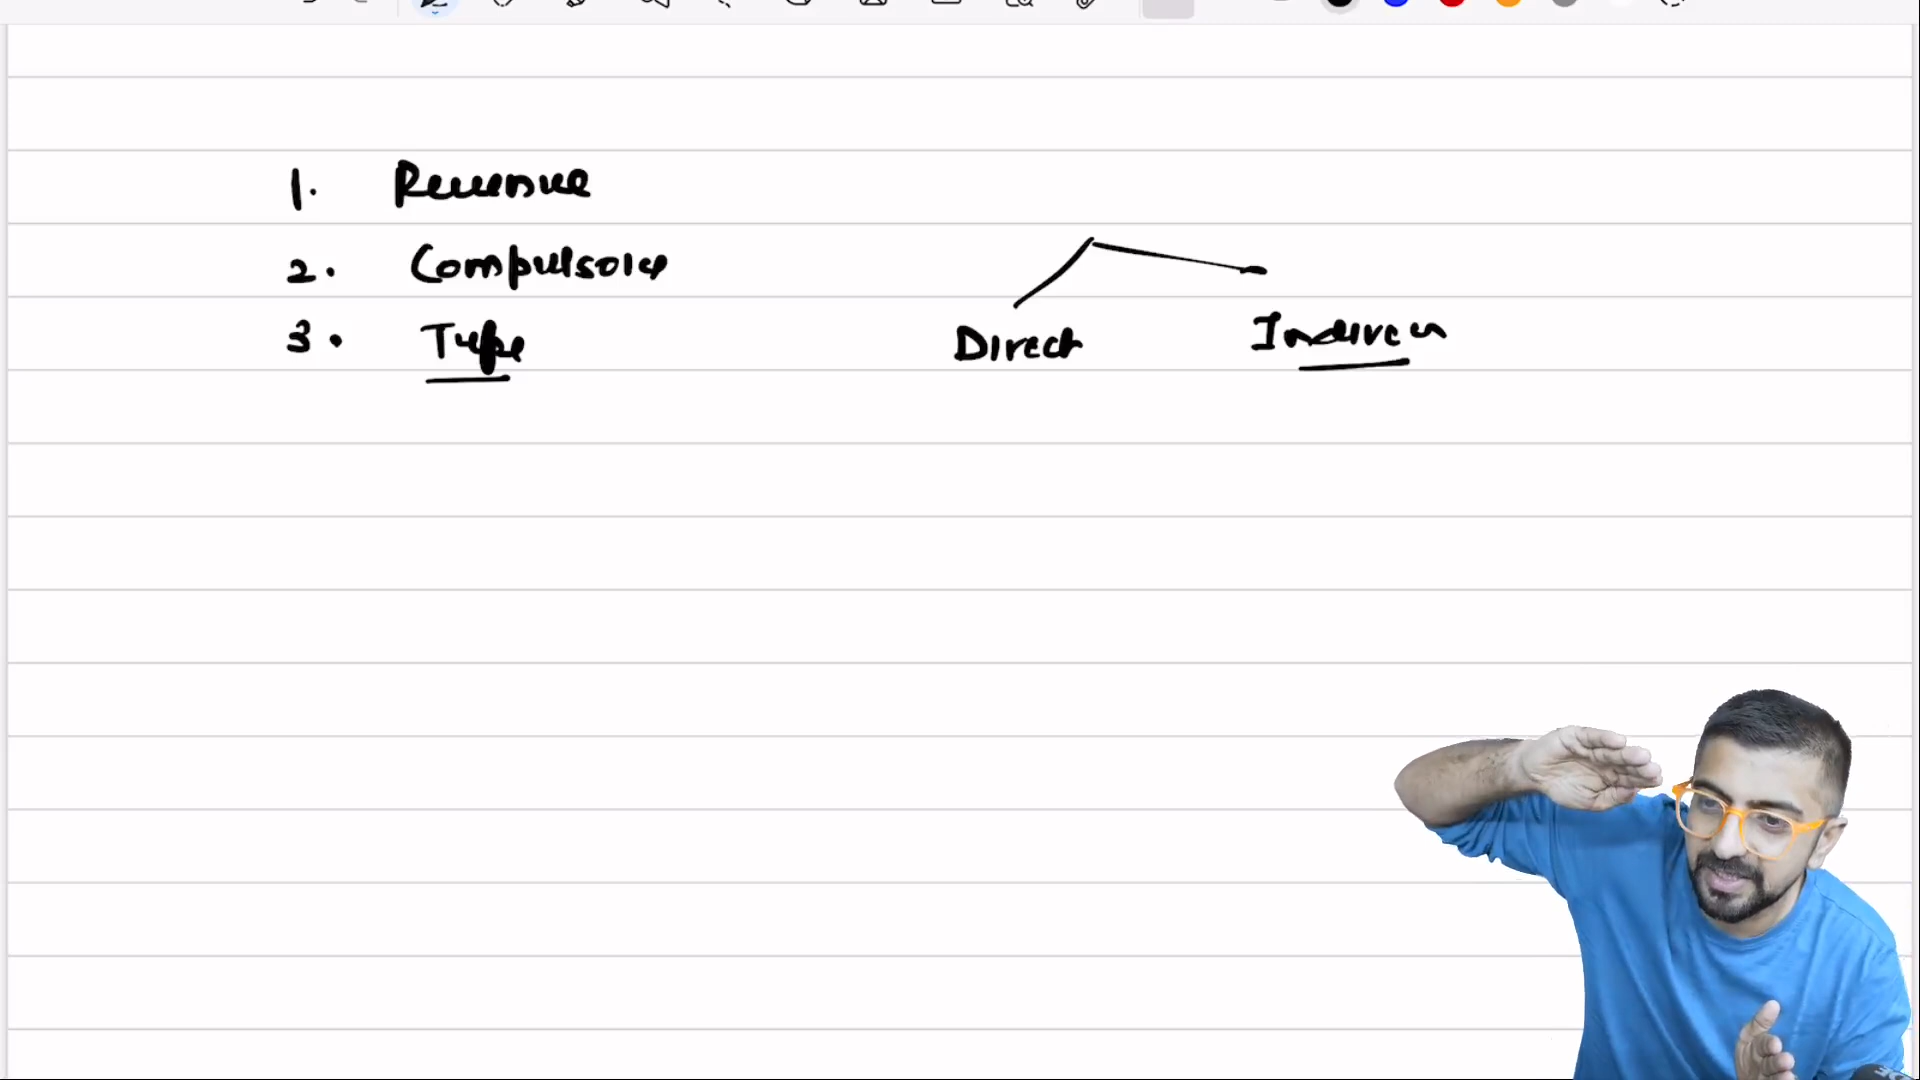 1. Revenue
2. Compulsory
3. Type
Direct Indirect